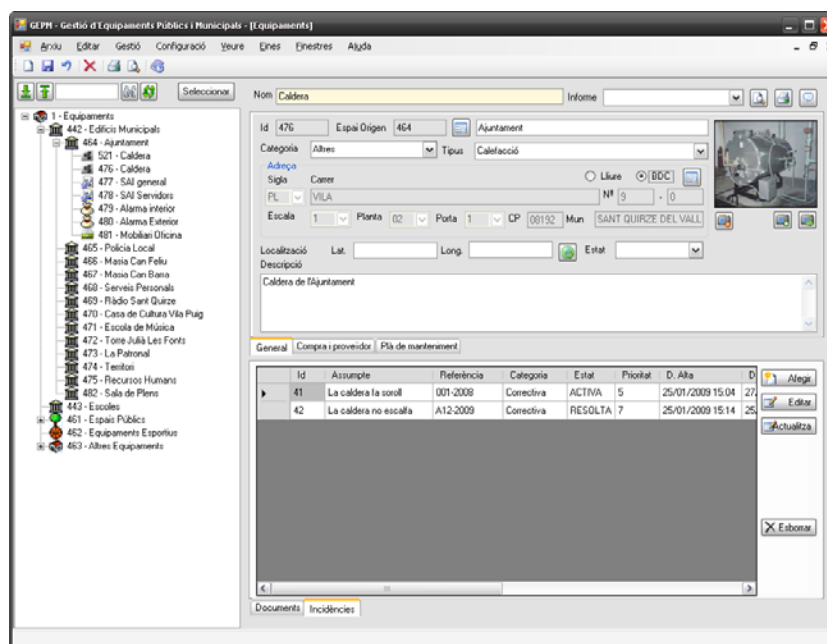 GEPM - Gestió d'Equipaments Públics i Municipals - [Equipaments]
Arxiu Editar Gestió Configuració Veure Eines Finestres Ajuda
Seleccionar
Nom Caldera Informe
1 - Equipaments
442 - Edificis Municipals
464 - Ajuntament
521 - Caldera
476 - Caldera
477 - SAI general
478 - SAI Servidors
479 - Alarma interior
480 - Alarma Exterior
481 - Mobiliari Oficina
465 - Policia Local
466 - Masia Can Feliu
467 - Masia Can Barra
468 - Serveis Personals
469 - Ràdio Sant Quirze
470 - Casa de Cultura Vila Puig
471 - Escola de Música
472 - Torre Julià Les Fonts
473 - La Patronal
474 - Territori
475 - Recursos Humans
482 - Sala de Plens
443 - Escoles
461 - Espais Públics
462 - Equipaments Esportius
463 - Altres Equipaments
Id 476 Espai Origen 464 Ajuntament
Categoria Altres Tipus Calefacció
Adreça
Sigla Carrer Lliure BDC
PL VILA Nº 9 - 0
Escala 1 Planta 02 Porta 1 CP 08192 Mun SANT QUIRZE DEL VALL
Localització Lat. Long. Estat
Descripció
Caldera de l'Ajuntament
General Compra i proveïdor Plà de manteniment
Id Assumpte Referència Categoria Estat Prioritat D. Alta D
41 La caldera fa soroll 001-2008 Correctiva ACTIVA 5 25/01/2009 15:04 27,
42 La caldera no escalfa A12-2009 Correctiva RESOLTA 7 25/01/2009 15:14 25,
Afegir
Editar
Actualitza
Esborrar
Documents Incidències